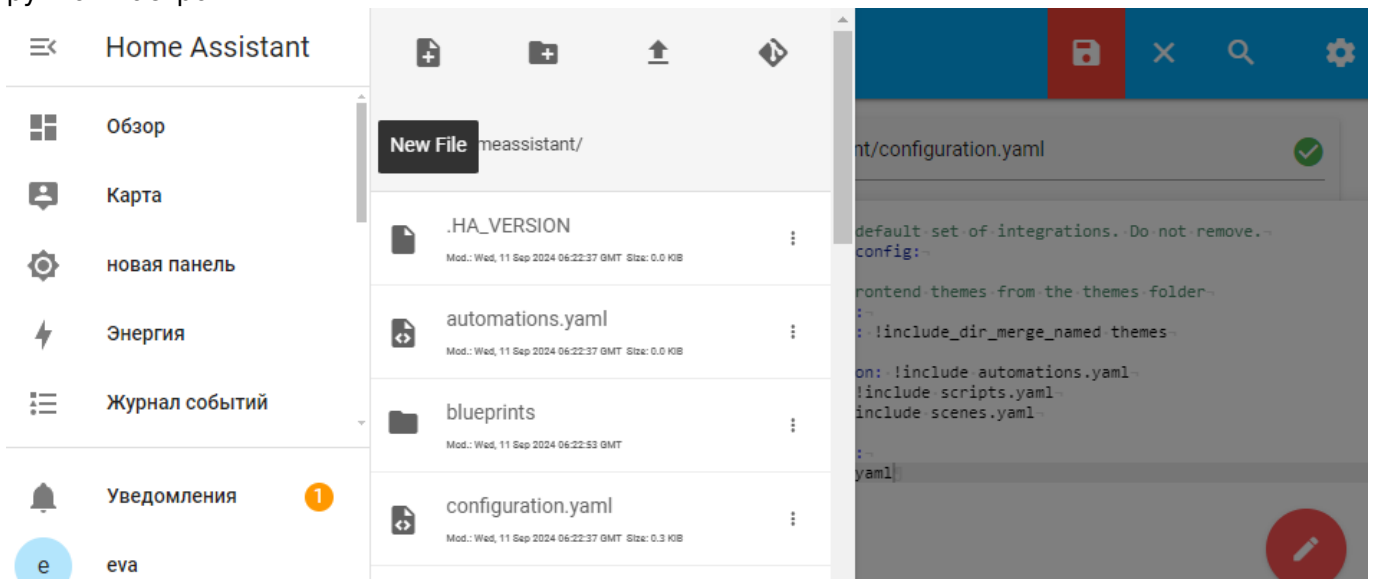 Home Assistant
Обзор
Карта
новая панель
Энергия
Журнал событий
Уведомления
1
e
eva
New File
meassistant/
.HA_VERSION
Mod.: Wed, 11 Sep 2024 06:22:37 GMT Size: 0.0 KiB
automations.yaml
Mod.: Wed, 11 Sep 2024 06:22:37 GMT Size: 0.0 KiB
blueprints
Mod.: Wed, 11 Sep 2024 06:22:53 GMT
configuration.yaml
Mod.: Wed, 11 Sep 2024 06:22:37 GMT Size: 0.3 KiB
nt/configuration.yaml
default set of integrations. Do not remove.
config:
rontend themes from the themes folder
:
: !include_dir_merge_named themes
on: !include automations.yaml
!include scripts.yaml
include scenes.yaml
:
yaml